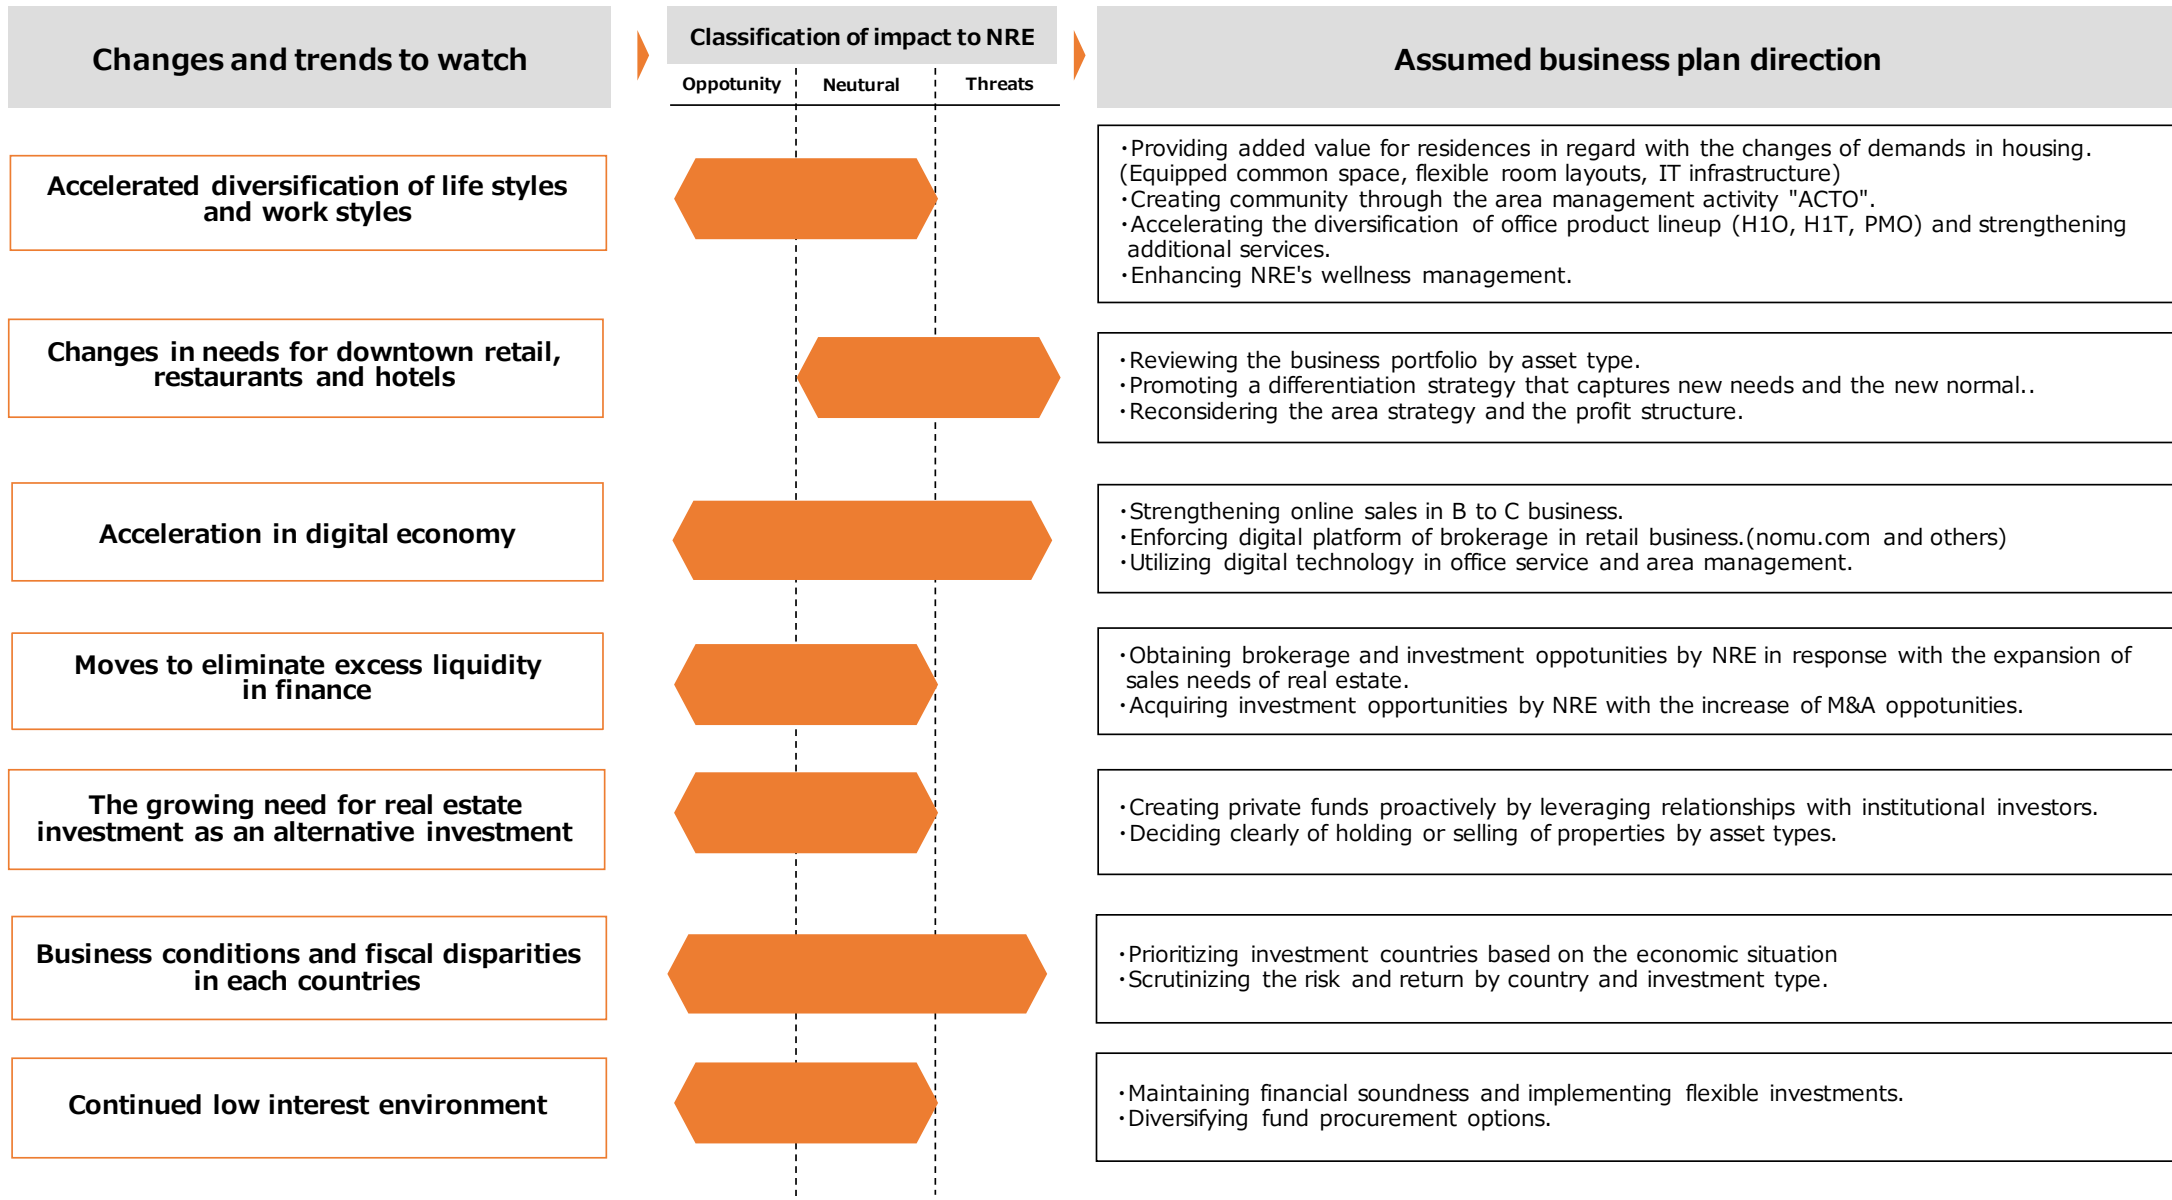 Changes and trends to watch
Classification of impact to NRE
Oppotunity
Neutural
Threats
Assumed business plan direction
Accelerated diversification of life styles
and work styles
・Providing added value for residences in regard with the changes of demands in housing.
(Equipped common space, flexible room layouts, IT infrastructure)
・Creating community through the area management activity "ACTO".
・Accelerating the diversification of office product lineup (H1O, H1T, PMO) and strengthening
additional services.
・Enhancing NRE's wellness management.
Changes in needs for downtown retail,
restaurants and hotels
・Reviewing the business portfolio by asset type.
・Promoting a differentiation strategy that captures new needs and the new normal..
・Reconsidering the area strategy and the profit structure.
Acceleration in digital economy
・Strengthening online sales in B to C business.
・Enforcing digital platform of brokerage in retail business.(nomu.com and others)
・Utilizing digital technology in office service and area management.
Moves to eliminate excess liquidity
in finance
・Obtaining brokerage and investment oppotunities by NRE in response with the expansion of
sales needs of real estate.
・Acquiring investment opportunities by NRE with the increase of M&A oppotunities.
The growing need for real estate
investment as an alternative investment
・Creating private funds proactively by leveraging relationships with institutional investors.
・Deciding clearly of holding or selling of properties by asset types.
Business conditions and fiscal disparities
in each countries
・Prioritizing investment countries based on the economic situation
・Scrutinizing the risk and return by country and investment type.
Continued low interest environment
・Maintaining financial soundness and implementing flexible investments.
・Diversifying fund procurement options.